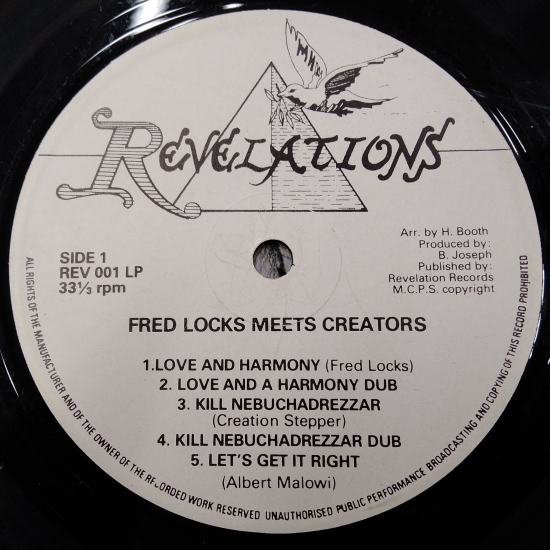 REVELATIONS
SIDE 1
REV 001 LP
33⅓ rpm
Arr. by H. Booth
Produced by:
B. Joseph
Published by:
Revelation Records
M.C.P.S. copyright
FRED LOCKS MEETS CREATORS
1.LOVE AND HARMONY (Fred Locks)
2. LOVE AND A HARMONY DUB
3. KILL NEBUCHADREZZAR
(Creation Stepper)
4. KILL NEBUCHADREZZAR DUB
5. LET'S GET IT RIGHT
(Albert Malowi)
ALL RIGHTS OF THE MANUFACTURER AND OF THE OWNER OF THE RECORDED WORK RESERVED UNAUTHORISED PUBLIC PERFORMANCE BROADCASTING AND COPYING OF THIS RECORD PROHIBITED